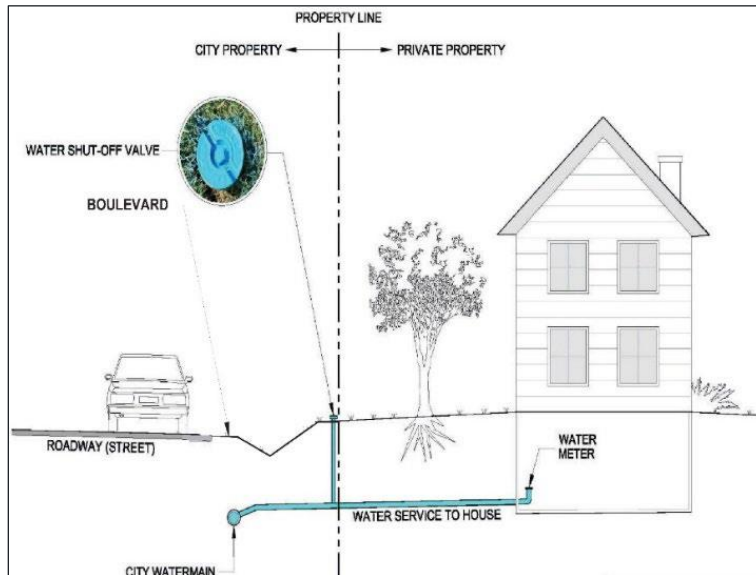 PROPERTY LINE
CITY PROPERTY
PRIVATE PROPERTY
WATER SHUT-OFF VALVE
BOULEVARD
ROADWAY (STREET)
WATER
METER
WATER SERVICE TO HOUSE
CITY WATERMAIN